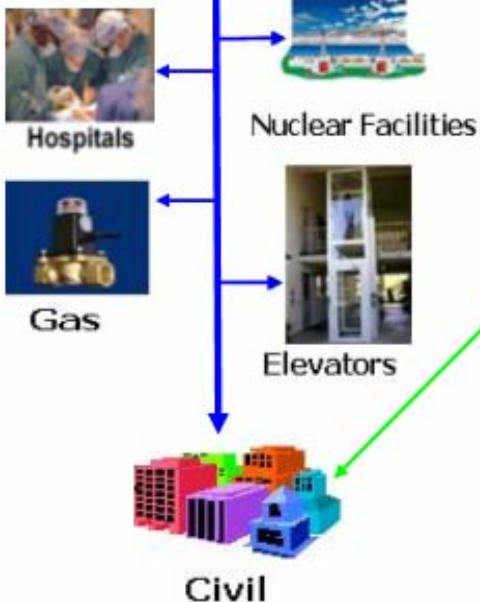 Hospitals
Nuclear Facilities
Gas
Elevators
Civil